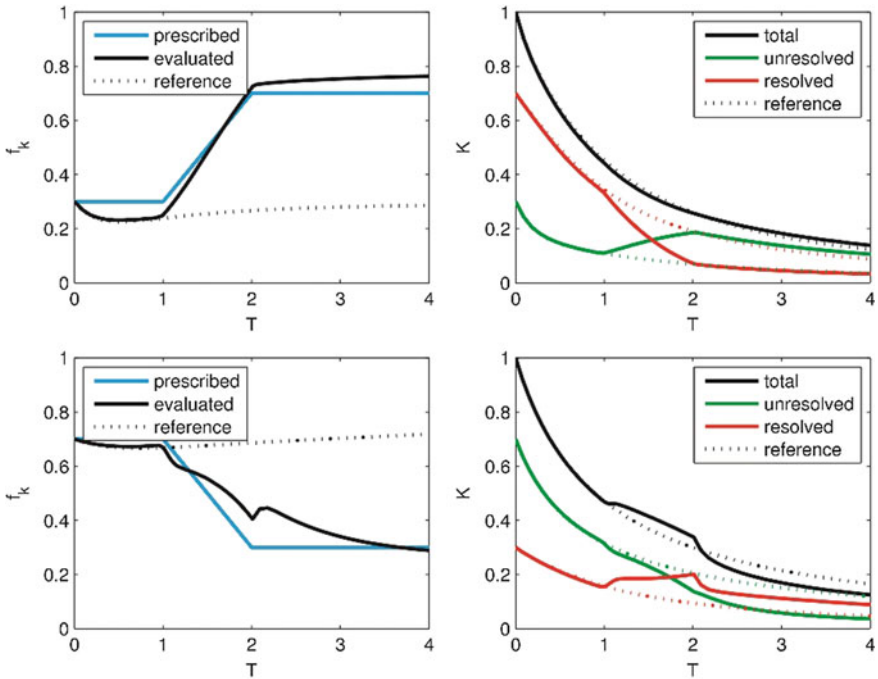 1
0.8
0.6
0.4
0.2
0
f_k
0 1 2 3 4
T
prescribed
evaluated
reference
1
0.8
0.6
0.4
0.2
0
K
0 1 2 3 4
T
total
unresolved
resolved
reference
1
0.8
0.6
0.4
0.2
0
f_k
0 1 2 3 4
T
prescribed
evaluated
reference
1
0.8
0.6
0.4
0.2
0
K
0 1 2 3 4
T
total
unresolved
resolved
reference